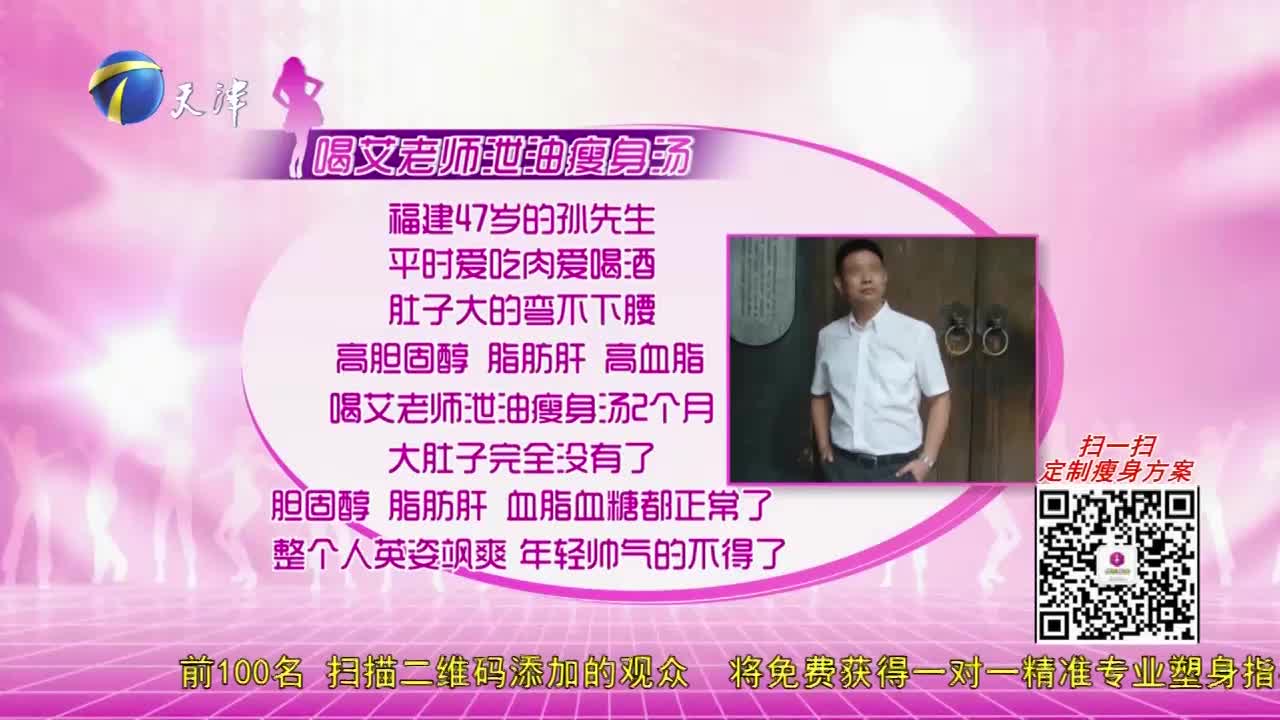 天津
喝艾老师泄油瘦身汤
福建47岁的孙先生
平时爱吃肉爱喝酒
肚子大的弯不下腰
高胆固醇 脂肪肝 高血脂
喝艾老师泄油瘦身汤2个月
大肚子完全没有了
胆固醇 脂肪肝 血脂血糖都正常了
整个人英姿飒爽 年轻帅气的不得了
扫一扫
定制瘦身方案
前100名 扫描二维码添加的观众 将免费获得一对一精准专业塑身指